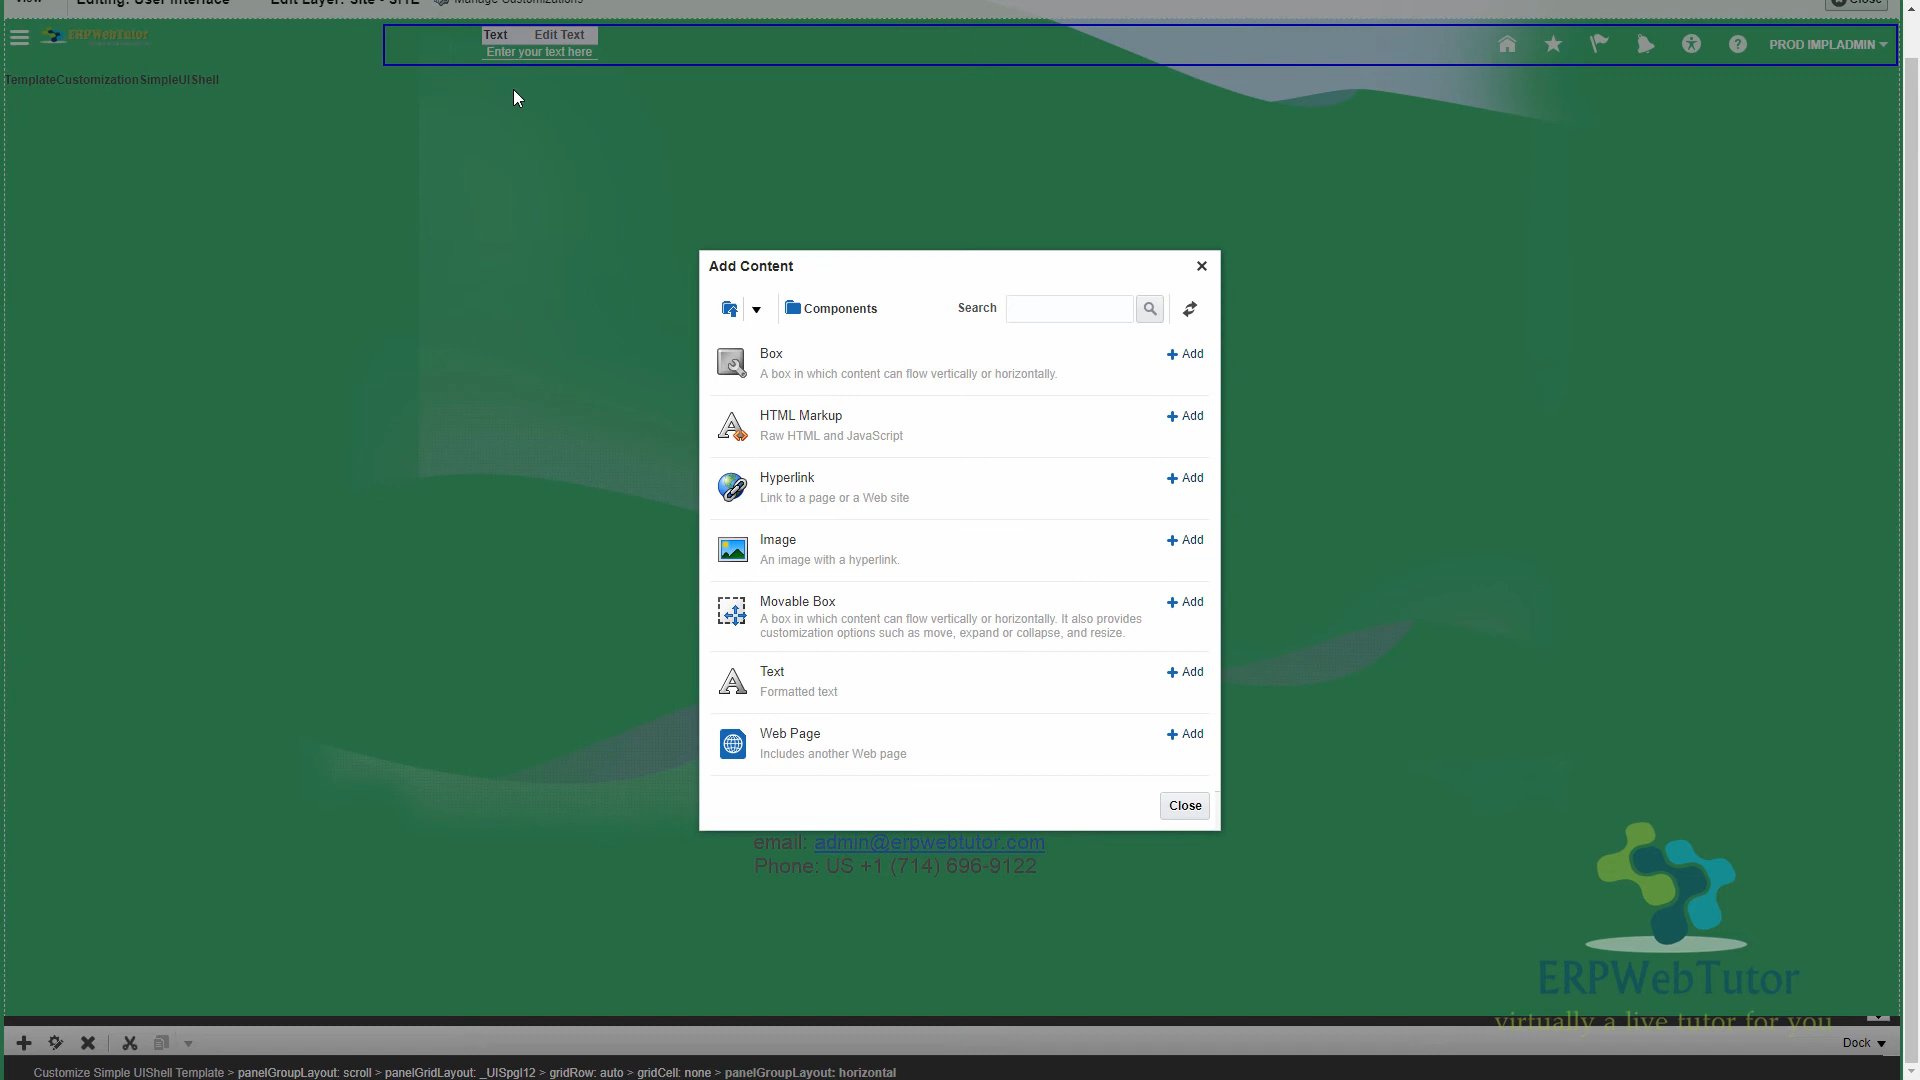 View Editing: User Interface Edit Layer: Site - SITE Manage Customizations Close
ERPWebTutor
Text Edit Text
Enter your text here
PROD IMPLADMIN
TemplateCustomizationSimpleUIShell
Add Content
Components Search
Box
Add
A box in which content can flow vertically or horizontally.
HTML Markup
Add
Raw HTML and JavaScript
Hyperlink
Add
Link to a page or a Web site
Image
Add
An image with a hyperlink.
Movable Box
Add
A box in which content can flow vertically or horizontally. It also provides
customization options such as move, expand or collapse, and resize.
Text
Add
Formatted text
Web Page
Add
Includes another Web page
Close
email: admin@erpwebtutor.com
Phone: US +1 (714) 696-9122
ERPWebTutor
virtually a live tutor for you
Dock
Customize Simple UIShell Template > panelGroupLayout: scroll > panelGridLayout: _UISpgl12 > gridRow: auto > gridCell: none > panelGroupLayout: horizontal